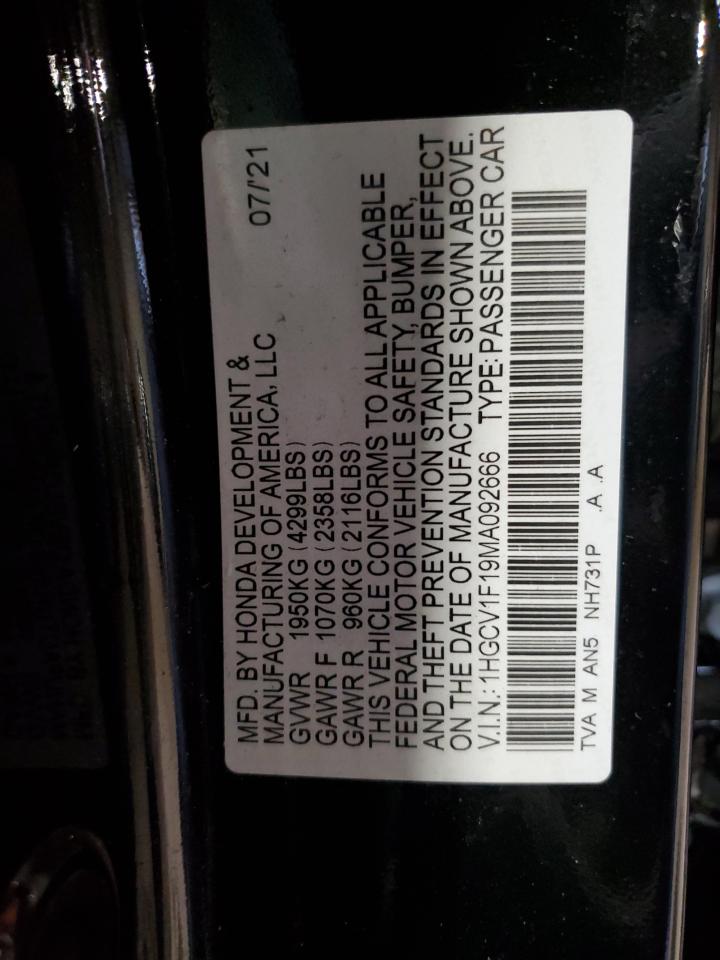 MFD. BY HONDA DEVELOPMENT &
MANUFACTURING OF AMERICA, LLC 07/'21
GVWR 1950KG (4299LBS)
GAWR F 1070KG (2358LBS)
GAWR R 960KG (2116LBS)
THIS VEHICLE CONFORMS TO ALL APPLICABLE
FEDERAL MOTOR VEHICLE SAFETY, BUMPER,
AND THEFT PREVENTION STANDARDS IN EFFECT
ON THE DATE OF MANUFACTURE SHOWN ABOVE.
V.I.N.: 1HGCV1F19MA092666 TYPE: PASSENGER CAR
TVA M AN5 NH731P .A .A